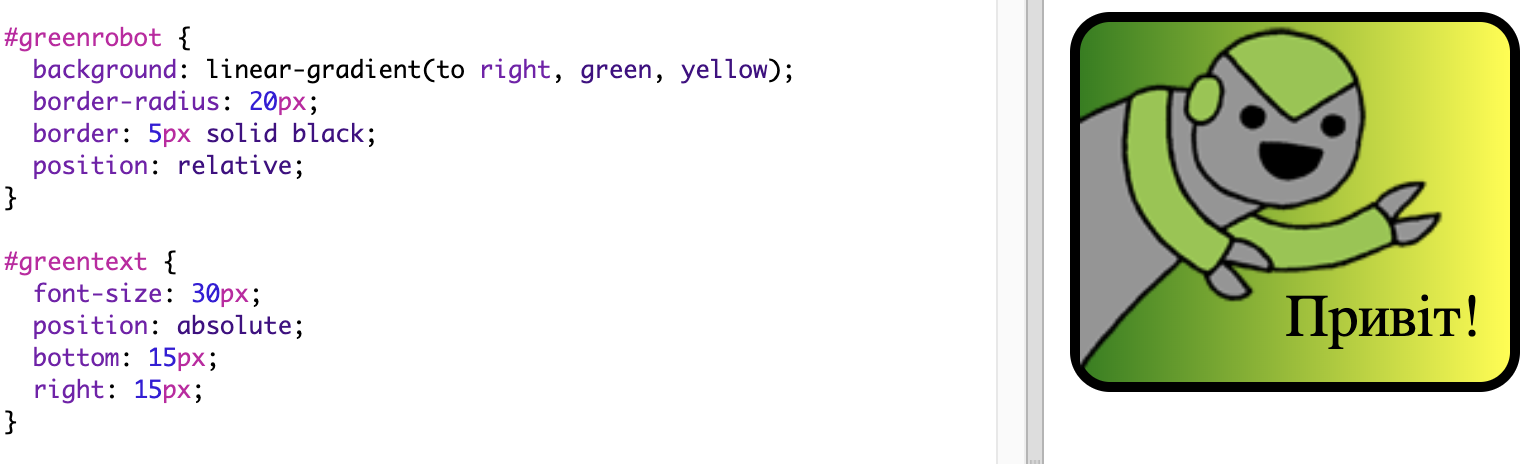 #greenrobot {
  background: linear-gradient(to right, green, yellow);
  border-radius: 20px;
  border: 5px solid black;
  position: relative;
}

#greentext {
  font-size: 30px;
  position: absolute;
  bottom: 15px;
  right: 15px;
}
Привіт!